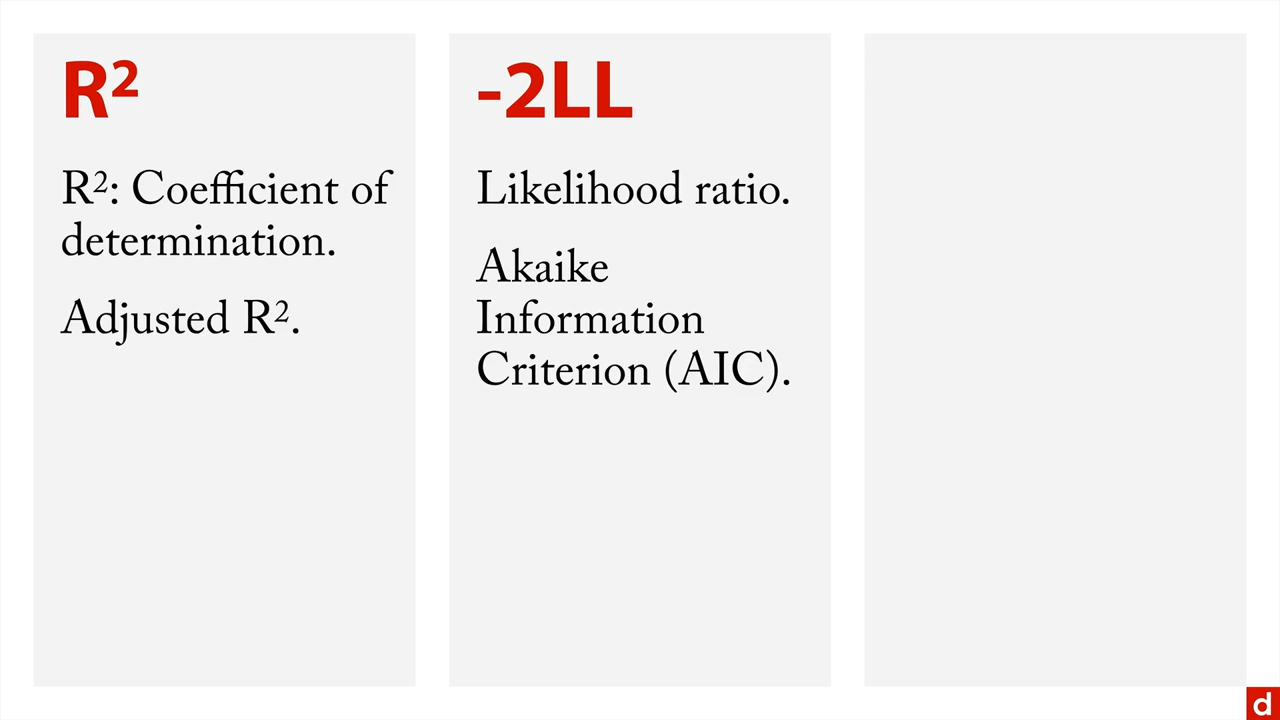 R²
R²: Coefficient of
determination.
Adjusted R².
-2LL
Likelihood ratio.
Akaike
Information
Criterion (AIC).
d